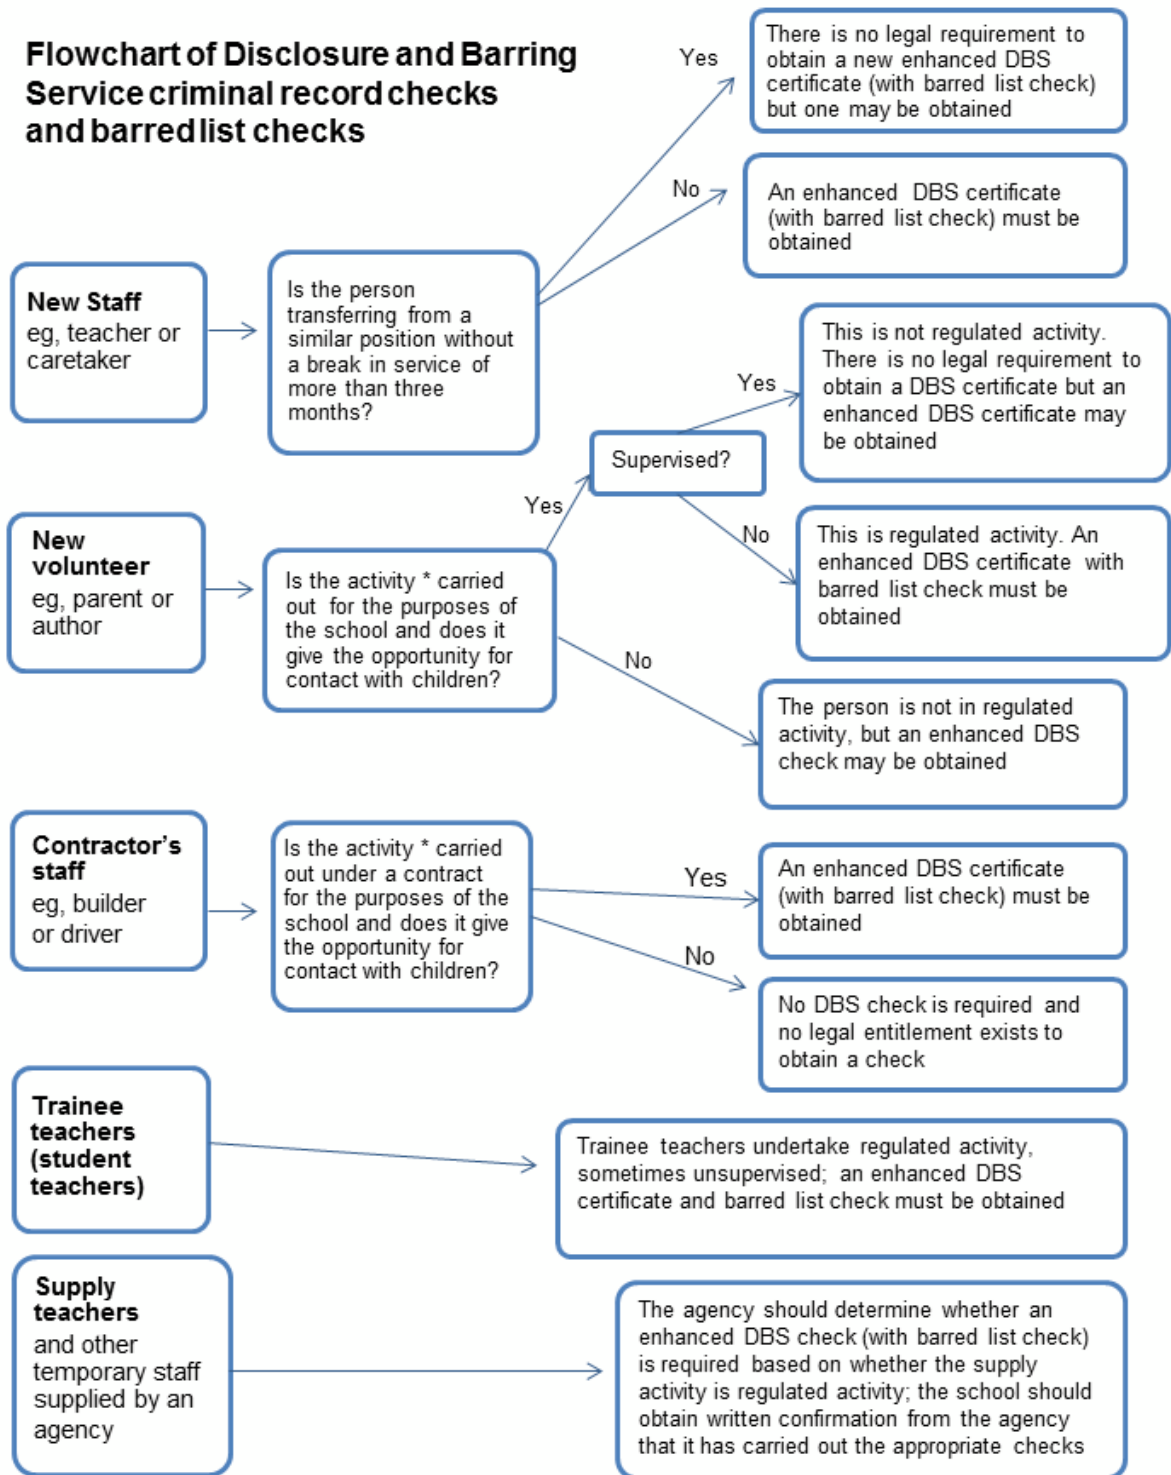 Flowchart of Disclosure and Barring
Service criminal record checks
and barred list checks
Yes
There is no legal requirement to
obtain a new enhanced DBS
certificate (with barred list check)
but one may be obtained
No
An enhanced DBS certificate
(with barred list check) must be
obtained
New Staff
eg, teacher or
caretaker
Is the person
transferring from a
similar position without
a break in service of
more than three
months?
New
volunteer
eg, parent or
author
Is the activity * carried
out for the purposes of
the school and does it
give the opportunity for
contact with children?
Yes
Supervised?
Yes
This is not regulated activity.
There is no legal requirement to
obtain a DBS certificate but an
enhanced DBS certificate may
be obtained
No
This is regulated activity. An
enhanced DBS certificate with
barred list check must be
obtained
No
The person is not in regulated
activity, but an enhanced DBS
check may be obtained
Contractor's
staff
eg, builder
or driver
Is the activity * carried
out under a contract
for the purposes of the
school and does it give
the opportunity for
contact with children?
Yes
An enhanced DBS certificate
(with barred list check) must be
obtained
No
No DBS check is required and
no legal entitlement exists to
obtain a check
Trainee
teachers
(student
teachers)
Trainee teachers undertake regulated activity,
sometimes unsupervised; an enhanced DBS
certificate and barred list check must be obtained
Supply
teachers
and other
temporary staff
supplied by an
agency
The agency should determine whether an
enhanced DBS check (with barred list check)
is required based on whether the supply
activity is regulated activity; the school should
obtain written confirmation from the agency
that it has carried out the appropriate checks